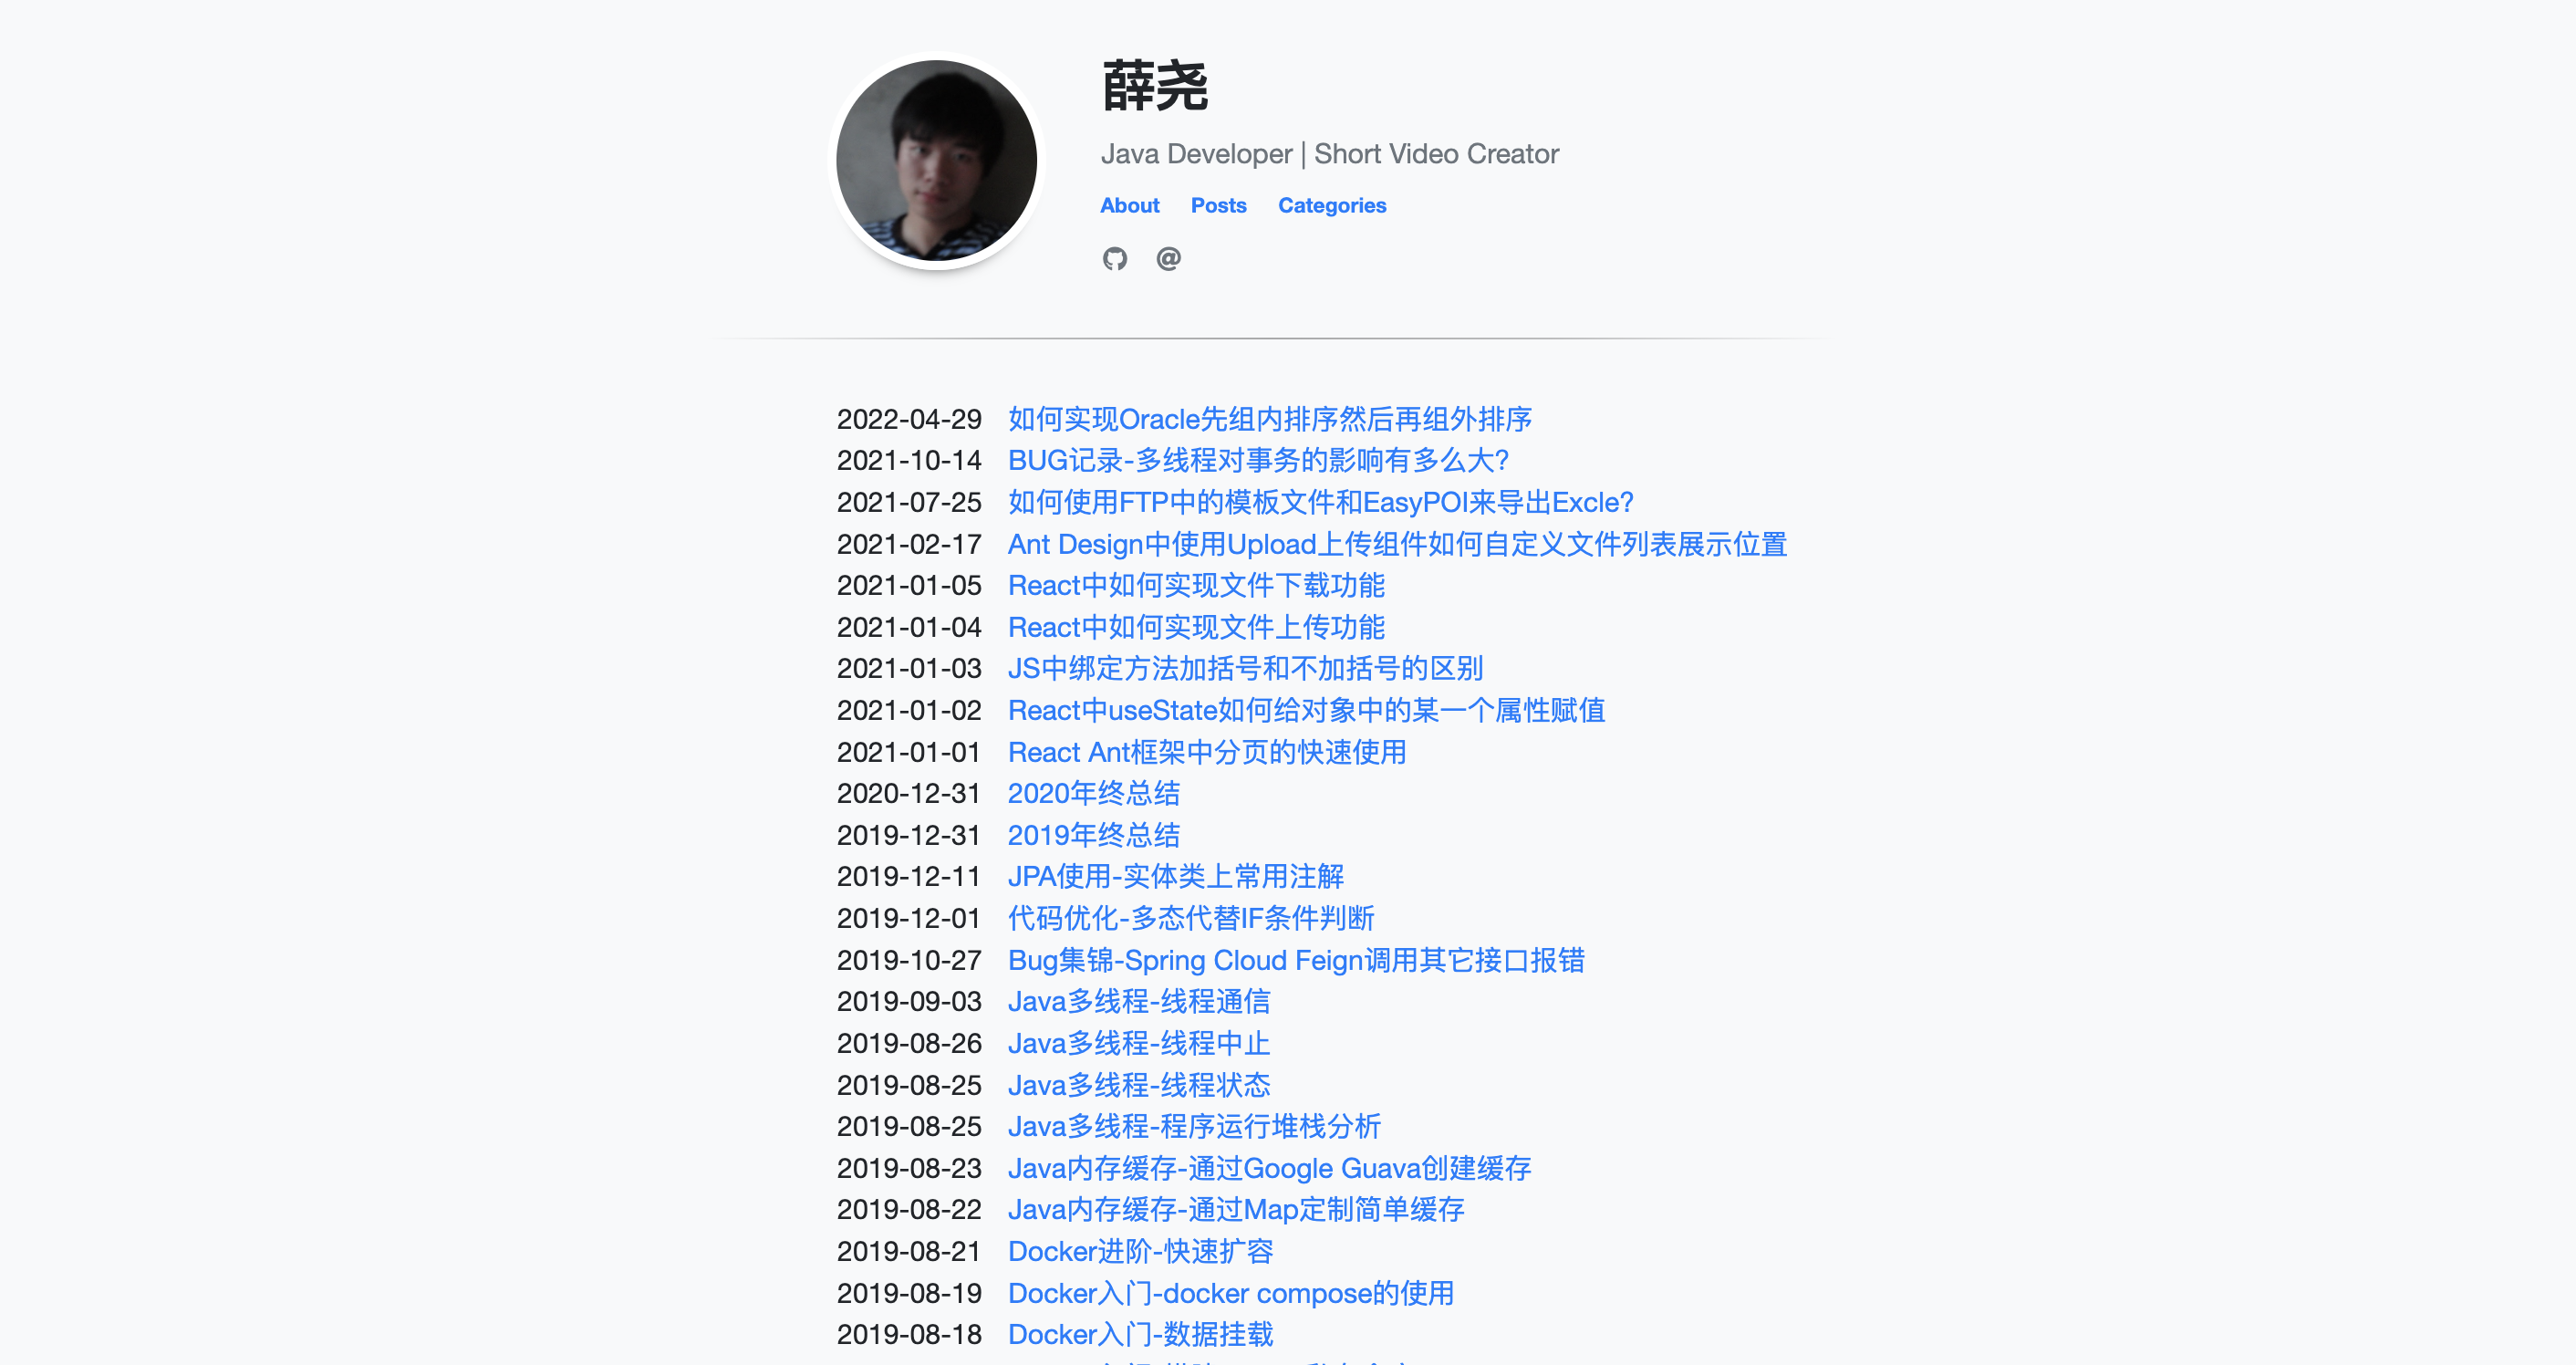 薛尧
Java Developer | Short Video Creator
About Posts Categories
2022-04-29 如何实现Oracle先组内排序然后再组外排序
2021-10-14 BUG记录-多线程对事务的影响有多么大?
2021-07-25 如何使用FTP中的模板文件和EasyPOI来导出Excle?
2021-02-17 Ant Design中使用Upload上传组件如何自定义文件列表展示位置
2021-01-05 React中如何实现文件下载功能
2021-01-04 React中如何实现文件上传功能
2021-01-03 JS中绑定方法加括号和不加括号的区别
2021-01-02 React中useState如何给对象中的某一个属性赋值
2021-01-01 React Ant框架中分页的快速使用
2020-12-31 2020年终总结
2019-12-31 2019年终总结
2019-12-11 JPA使用-实体类上常用注解
2019-12-01 代码优化-多态代替IF条件判断
2019-10-27 Bug集锦-Spring Cloud Feign调用其它接口报错
2019-09-03 Java多线程-线程通信
2019-08-26 Java多线程-线程中止
2019-08-25 Java多线程-线程状态
2019-08-25 Java多线程-程序运行堆栈分析
2019-08-23 Java内存缓存-通过Google Guava创建缓存
2019-08-22 Java内存缓存-通过Map定制简单缓存
2019-08-21 Docker进阶-快速扩容
2019-08-19 Docker入门-docker compose的使用
2019-08-18 Docker入门-数据挂载